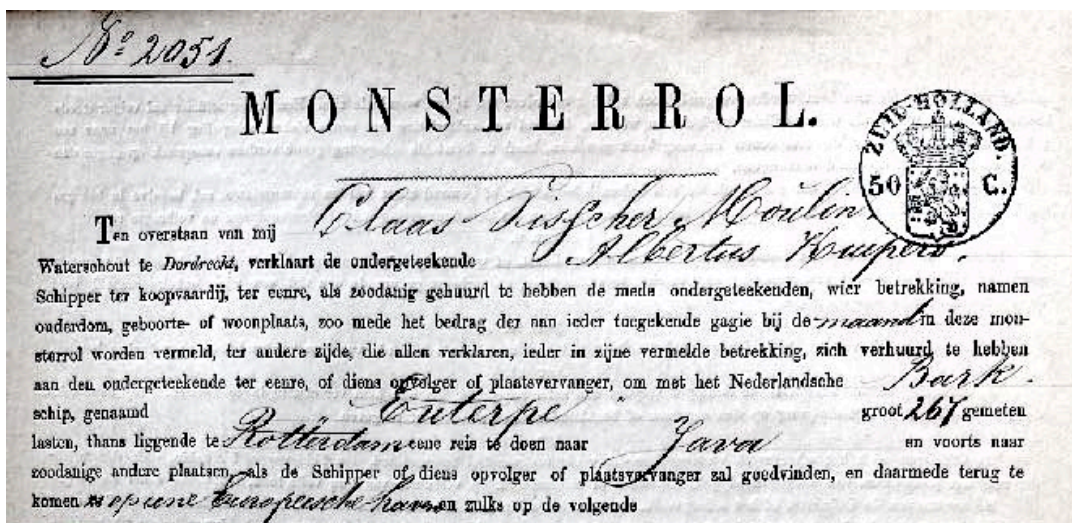 No 2051.
MONSTERROL.
ZUID-HOLLAND.
50 C.
Ten overstaan van mij Claas Visscher Moulin
Waterschout te Dordrecht, verklaart de ondergeteekende Albertus Kuipers.
Schipper ter koopvaardij, ter eenre, als zoodanig gehuurd te hebben de mede ondergeteekenden, wier betrekking, namen
ouderdom, geboorte- of woonplaats, zoo mede het bedrag der aan ieder toegekende gagie bij de maand in deze mon-
sterrol worden vermeld, ter andere zijde, die allen verklaren, ieder in zijne vermelde betrekking, zich verhuurd te hebben
aan den ondergeteekende ter eenre, of diens opvolger of plaatsvervanger, om met het Nederlandsche Bark
schip, genaamd Euterpe groot 267 gemeten
lasten, thans liggende te Rotterdam eene reis te doen naar Java en voorts naar
zoodanige andere plaatsen, als de Schipper of diens opvolger of plaatsvervanger zal goedvinden, en daarmede terug te
komen op eene Europesche haven en zulks op de volgende